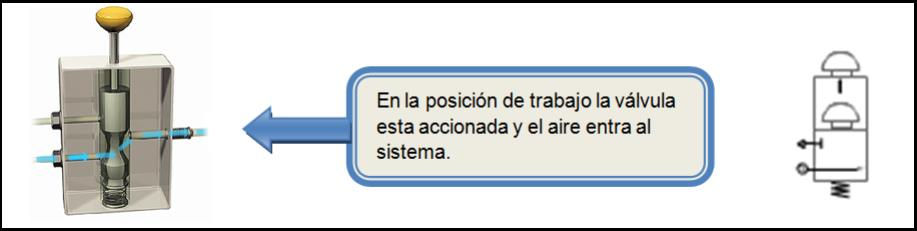 En la posición de trabajo la válvula
esta accionada y el aire entra al
sistema.